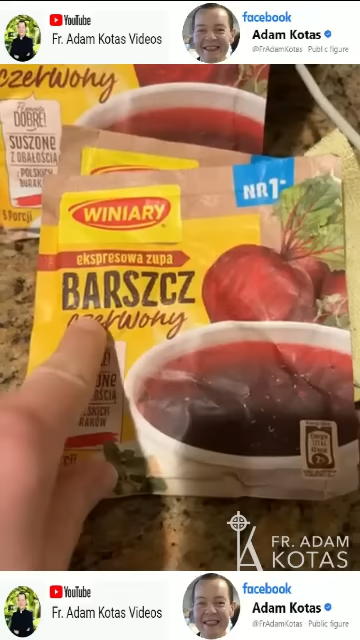 YouTube
Fr. Adam Kotas Videos
facebook
Adam Kotas
@FrAdamKotas · Public figure
czerwony
DOBRE!
SUSZONE
Z DBAŁOŚCIĄ
Z POLSKICH
BURAKÓW
5 Porcji
WINIARY
NR 1*
ekspresowa zupa
BARSZCZ
czerwony
FR. ADAM
KOTAS
YouTube
Fr. Adam Kotas Videos
facebook
Adam Kotas
@FrAdamKotas · Public figure